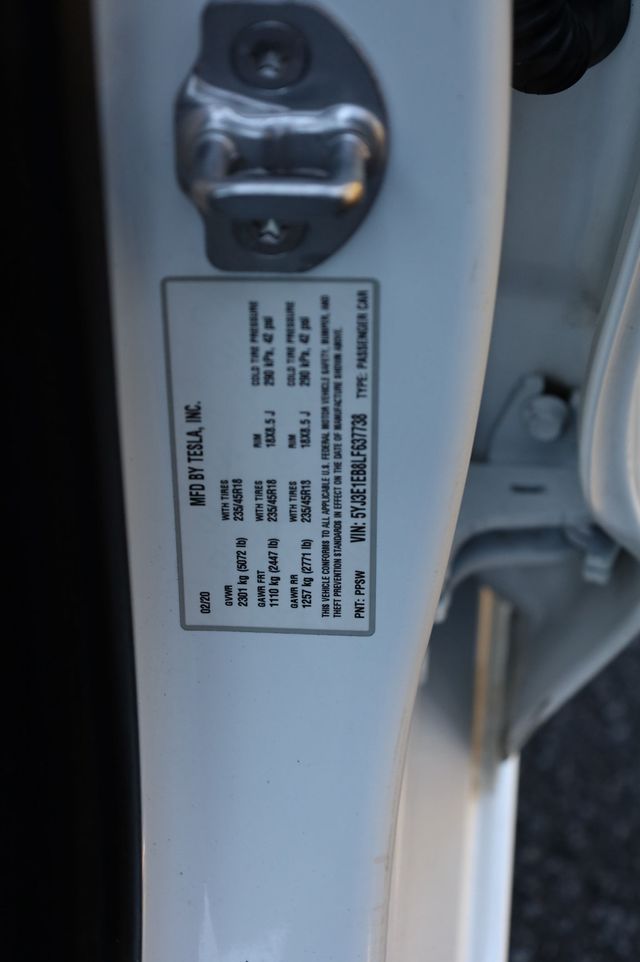 MFD BY TESLA, INC.
02/20
GVWR WITH TIRES
2301 kg (5072 lb) 235/45R18
GAWR FRT WITH TIRES RIM COLD TIRE PRESSURE
1110 kg (2447 lb) 235/45R18 18X8.5 J 290 kPa, 42 psi
GAWR RR WITH TIRES RIM COLD TIRE PRESSURE
1257 kg (2771 lb) 235/45R18 18X8.5 J 290 kPa, 42 psi
THIS VEHICLE CONFORMS TO ALL APPLICABLE U.S. FEDERAL MOTOR VEHICLE SAFETY, BUMPER, AND
THEFT PREVENTION STANDARDS IN EFFECT ON THE DATE OF MANUFACTURE SHOWN ABOVE.
PNT: PPSW VIN: 5YJ3E1EB8LF637738 TYPE: PASSENGER CAR